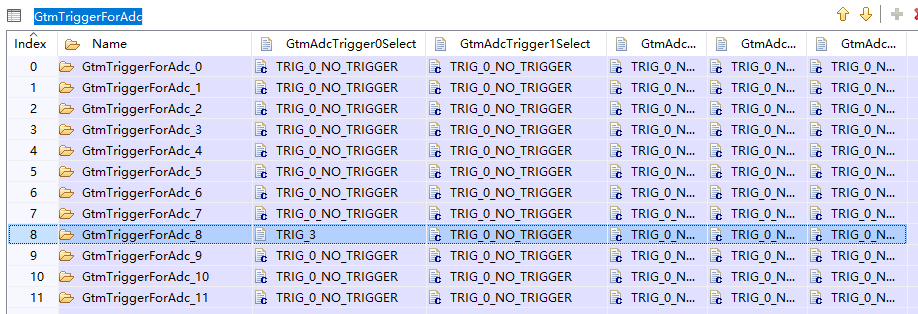 GtmTriggerForAdc
Index Name GtmAdcTrigger0Select GtmAdcTrigger1Select GtmAdc... GtmAdc... GtmAdc...
0 GtmTriggerForAdc_0 TRIG_0_NO_TRIGGER TRIG_0_NO_TRIGGER TRIG_0_N... TRIG_0_N... TRIG_0_N...
1 GtmTriggerForAdc_1 TRIG_0_NO_TRIGGER TRIG_0_NO_TRIGGER TRIG_0_N... TRIG_0_N... TRIG_0_N...
2 GtmTriggerForAdc_2 TRIG_0_NO_TRIGGER TRIG_0_NO_TRIGGER TRIG_0_N... TRIG_0_N... TRIG_0_N...
3 GtmTriggerForAdc_3 TRIG_0_NO_TRIGGER TRIG_0_NO_TRIGGER TRIG_0_N... TRIG_0_N... TRIG_0_N...
4 GtmTriggerForAdc_4 TRIG_0_NO_TRIGGER TRIG_0_NO_TRIGGER TRIG_0_N... TRIG_0_N... TRIG_0_N...
5 GtmTriggerForAdc_5 TRIG_0_NO_TRIGGER TRIG_0_NO_TRIGGER TRIG_0_N... TRIG_0_N... TRIG_0_N...
6 GtmTriggerForAdc_6 TRIG_0_NO_TRIGGER TRIG_0_NO_TRIGGER TRIG_0_N... TRIG_0_N... TRIG_0_N...
7 GtmTriggerForAdc_7 TRIG_0_NO_TRIGGER TRIG_0_NO_TRIGGER TRIG_0_N... TRIG_0_N... TRIG_0_N...
8 GtmTriggerForAdc_8 TRIG_3 TRIG_0_NO_TRIGGER TRIG_0_N... TRIG_0_N... TRIG_0_N...
9 GtmTriggerForAdc_9 TRIG_0_NO_TRIGGER TRIG_0_NO_TRIGGER TRIG_0_N... TRIG_0_N... TRIG_0_N...
10 GtmTriggerForAdc_10 TRIG_0_NO_TRIGGER TRIG_0_NO_TRIGGER TRIG_0_N... TRIG_0_N... TRIG_0_N...
11 GtmTriggerForAdc_11 TRIG_0_NO_TRIGGER TRIG_0_NO_TRIGGER TRIG_0_N... TRIG_0_N... TRIG_0_N...